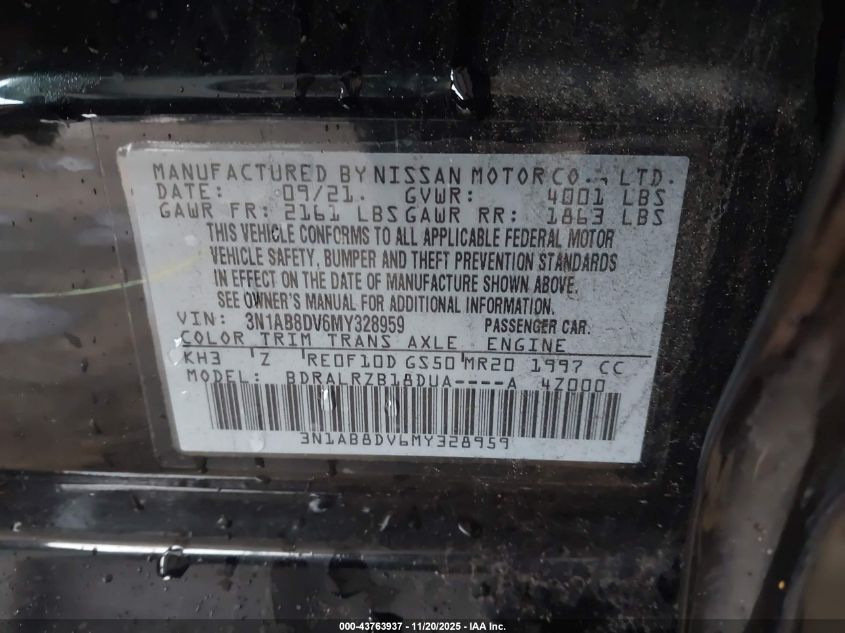 MANUFACTURED BY NISSAN MOTOR CO., LTD.
DATE: 09/21. GVWR: 4001 LBS
GAWR FR: 2161 LBS GAWR RR: 1863 LBS
THIS VEHICLE CONFORMS TO ALL APPLICABLE FEDERAL MOTOR
VEHICLE SAFETY, BUMPER AND THEFT PREVENTION STANDARDS
IN EFFECT ON THE DATE OF MANUFACTURE SHOWN ABOVE.
SEE OWNER'S MANUAL FOR ADDITIONAL INFORMATION.
VIN: 3N1AB8DV6MY328959 PASSENGER CAR.
COLOR TRIM TRANS AXLE ENGINE
KH3 'Z 'RE0F10D GS50 MR20 1997 CC
MODEL: BDRALRZB18DUA----A 4Z000
3N1AB8DV6MY328959
000-43763937 - 11/20/2025 - IAA Inc.